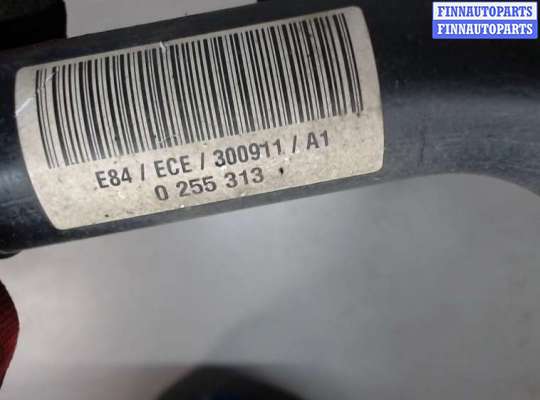 FINNAUTOPARTS
FINNAUTOPARTS
E84 / ECE / 300911 / A1
0 255 313